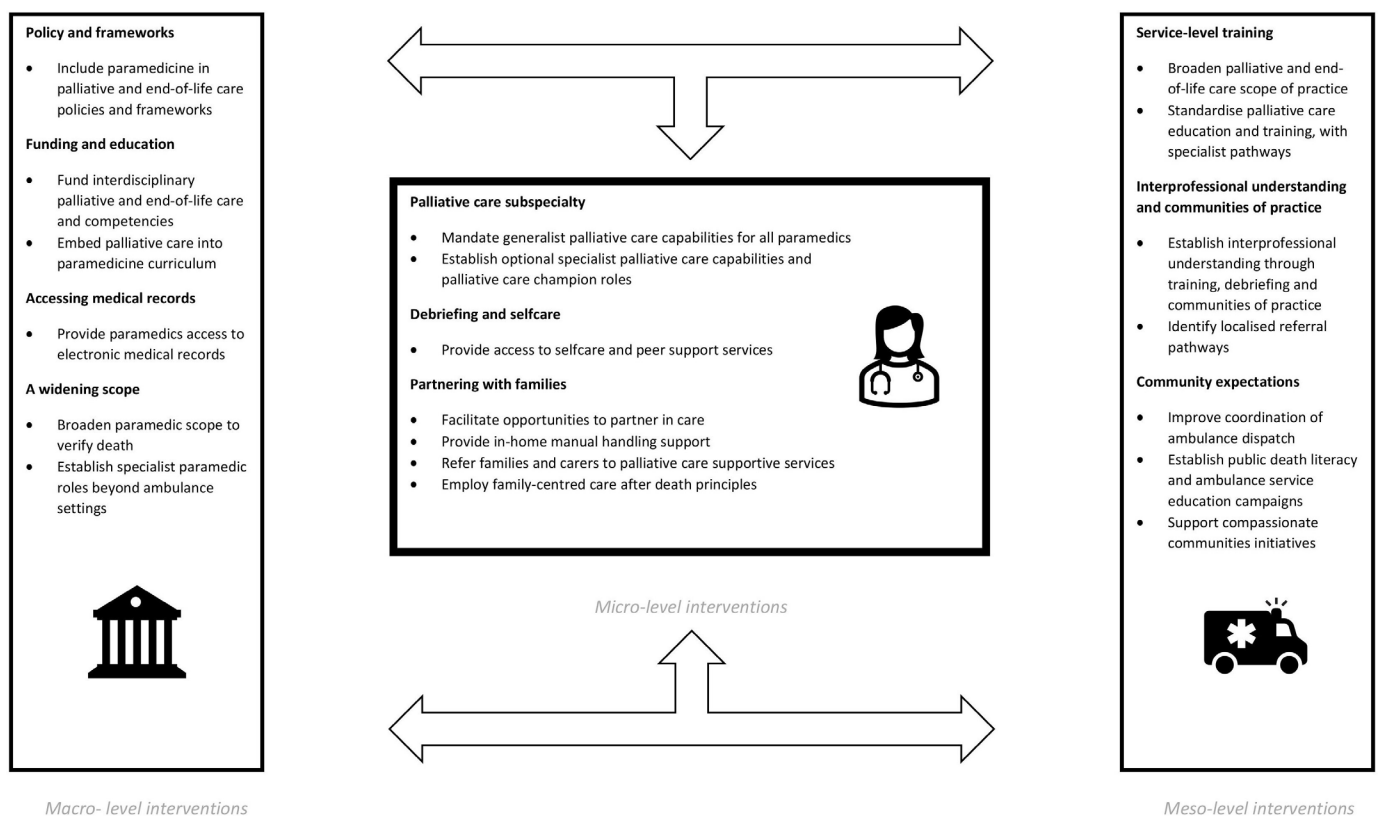 Policy and frameworks
• Include paramedicine in
palliative and end-of-life care
policies and frameworks
Funding and education
• Fund interdisciplinary
palliative and end-of-life care
and competencies
• Embed palliative care into
paramedicine curriculum
Accessing medical records
• Provide paramedics access to
electronic medical records
A widening scope
• Broaden paramedic scope to
verify death
• Establish specialist paramedic
roles beyond ambulance
settings
Macro- level interventions
Palliative care subspecialty
• Mandate generalist palliative care capabilities for all paramedics
• Establish optional specialist palliative care capabilities and
palliative care champion roles
Debriefing and selfcare
• Provide access to selfcare and peer support services
Partnering with families
• Facilitate opportunities to partner in care
• Provide in-home manual handling support
• Refer families and carers to palliative care supportive services
• Employ family-centred care after death principles
Micro-level interventions
Service-level training
• Broaden palliative and end-
of-life care scope of practice
• Standardise palliative care
education and training, with
specialist pathways
Interprofessional understanding
and communities of practice
• Establish interprofessional
understanding through
training, debriefing and
communities of practice
• Identify localised referral
pathways
Community expectations
• Improve coordination of
ambulance dispatch
• Establish public death literacy
and ambulance service
education campaigns
• Support compassionate
communities initiatives
Meso-level interventions